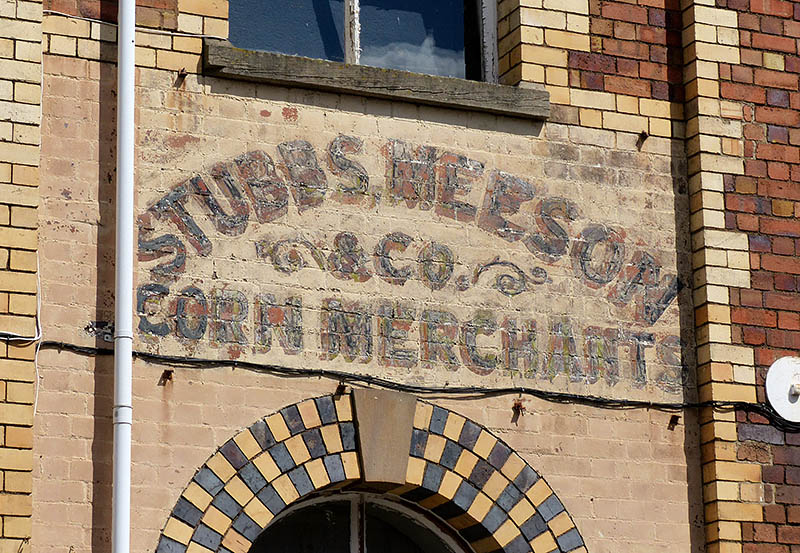 STUBBS, MEESON
& CO.
CORN MERCHANTS